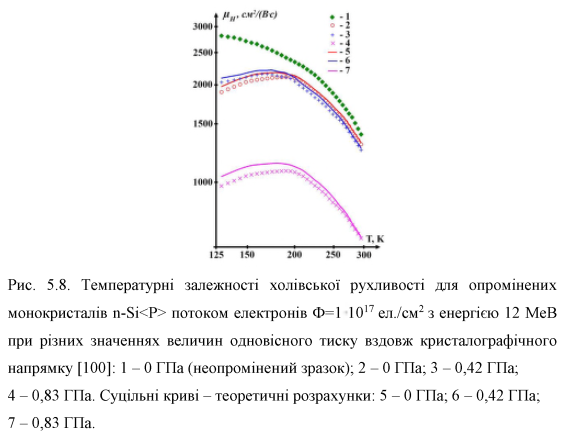 μH, см²/(Вс)
3000
2500
2000
1500
1000
- 1
- 2
- 3
- 4
- 5
- 6
- 7
T, К
125 150 200 250 300
Рис. 5.8. Температурні залежності холівської рухливості для опромінених
монокристалів n-Si<P> потоком електронів Ф=1·10¹⁷ ел./см² з енергією 12 МеВ
при різних значеннях величин одновісного тиску вздовж кристалографічного
напрямку [100]: 1 – 0 ГПа (неопромінений зразок); 2 – 0 ГПа; 3 – 0,42 ГПа;
4 – 0,83 ГПа. Суцільні криві – теоретичні розрахунки: 5 – 0 ГПа; 6 – 0,42 ГПа;
7 – 0,83 ГПа.